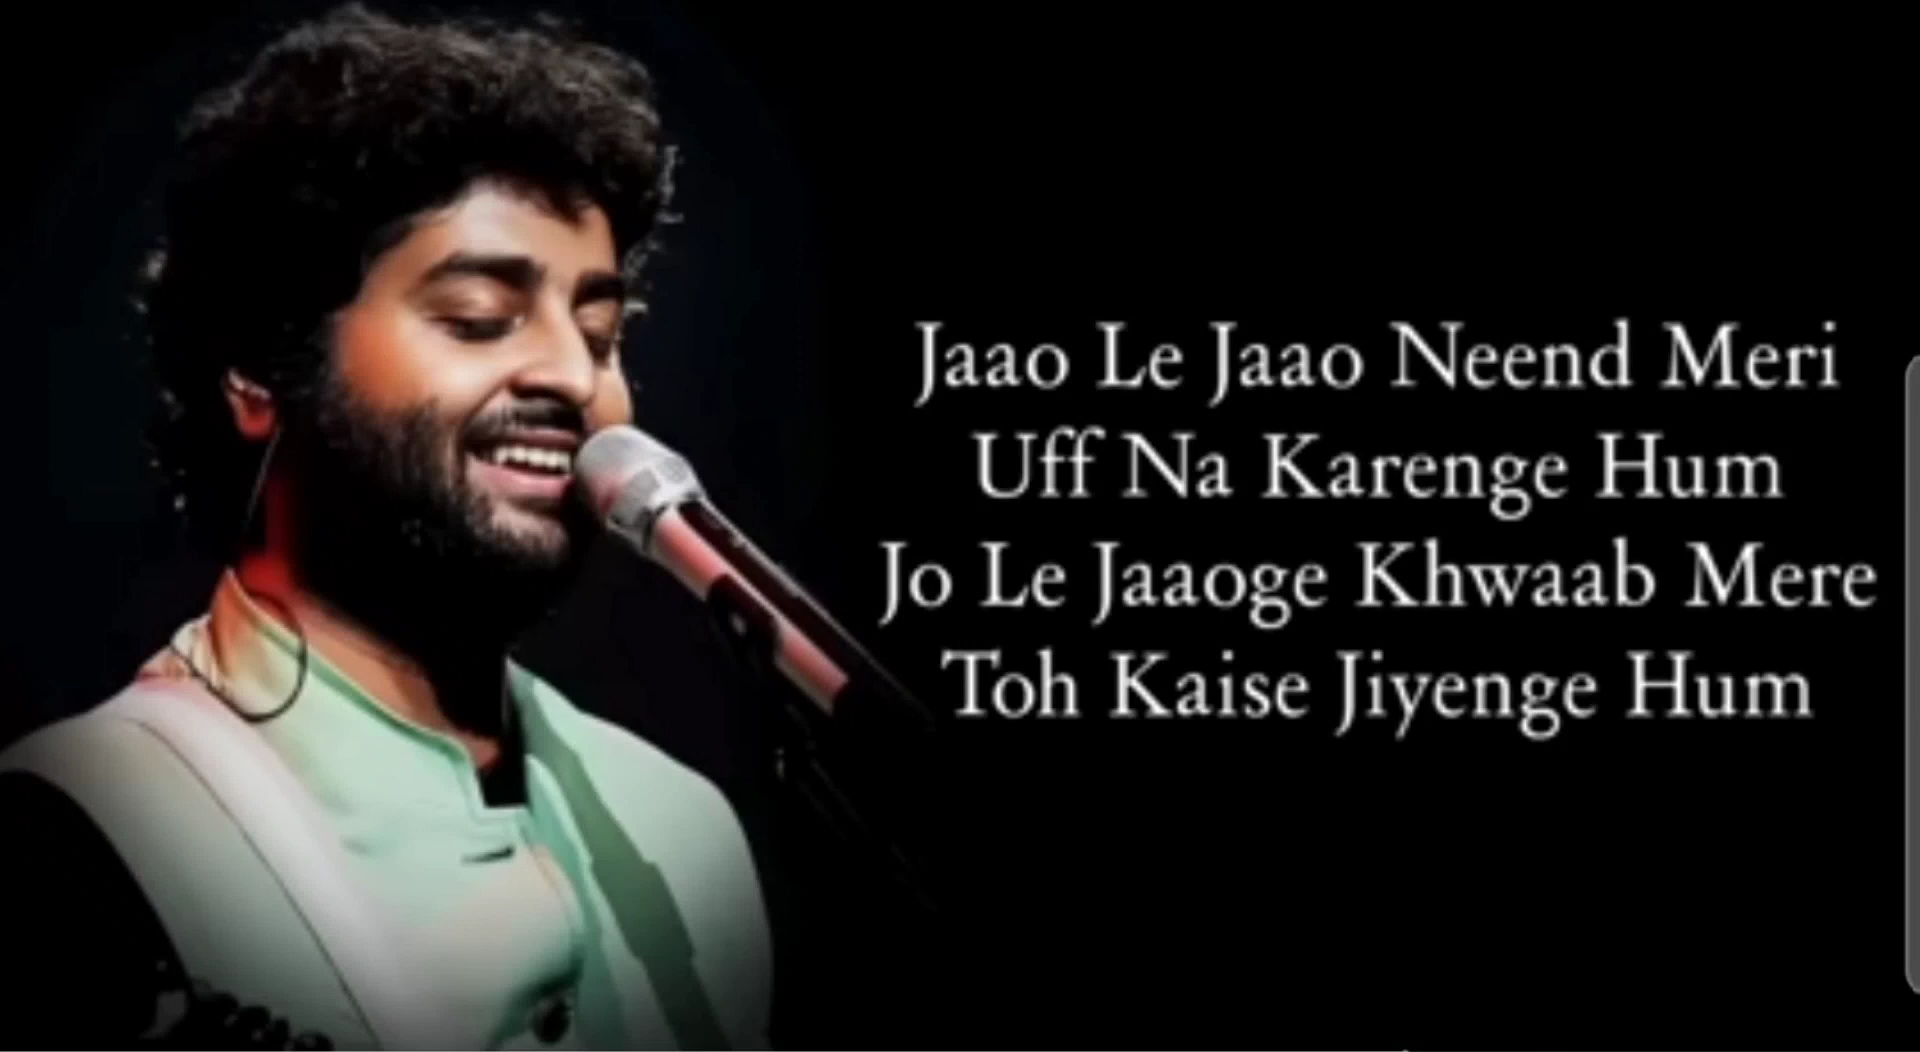 Jaao Le Jaao Neend Meri
Uff Na Karenge Hum
Jo Le Jaaoge Khwaab Mere
Toh Kaise Jiyenge Hum